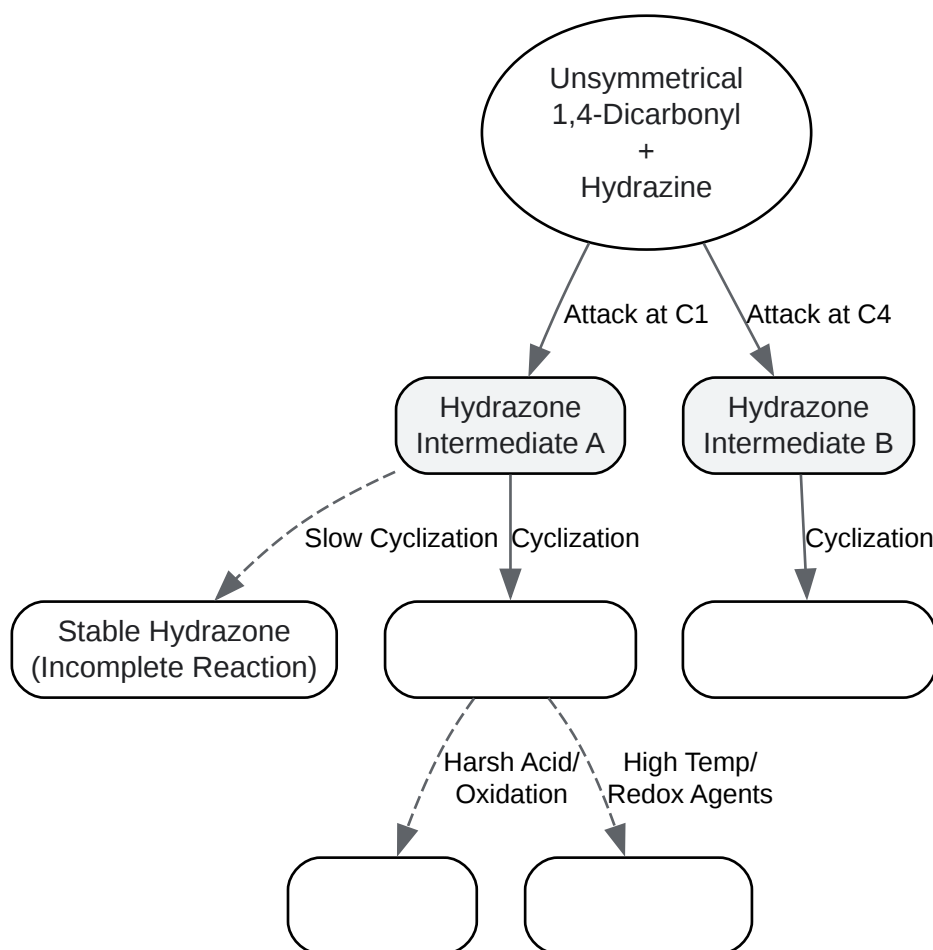 Unsymmetrical
1,4-Dicarbonyl
+
Hydrazine
Attack at C1
Attack at C4
Hydrazone
Intermediate A
Hydrazone
Intermediate B
Slow Cyclization
Cyclization
Cyclization
Stable Hydrazone
(Incomplete Reaction)
Harsh Acid/
Oxidation
High Temp/
Redox Agents